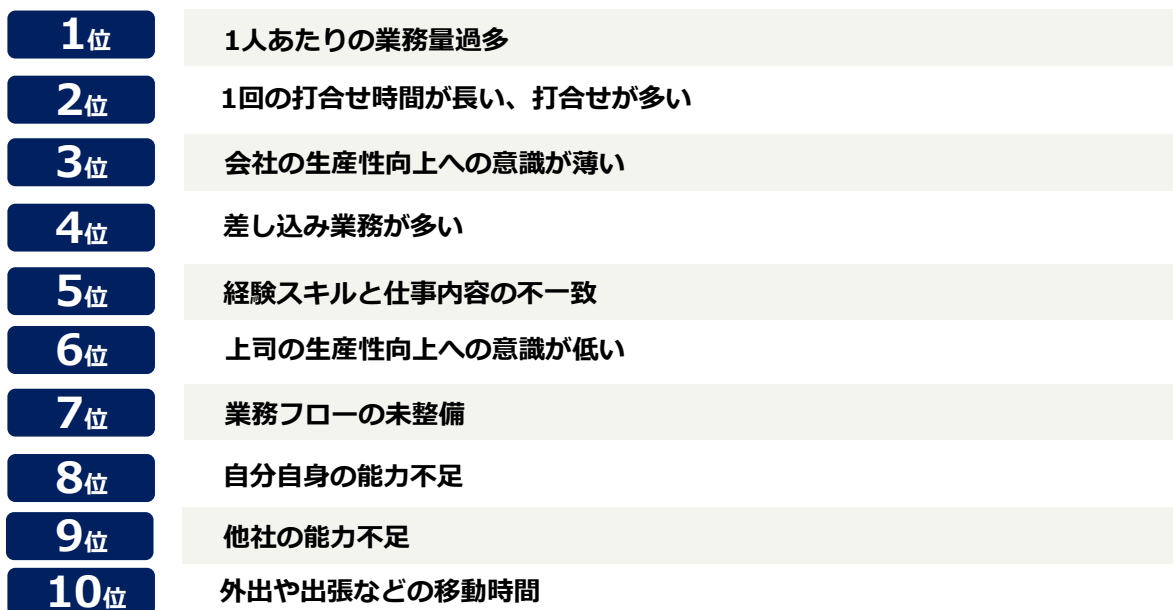 1位 1人あたりの業務量過多
2位 1回の打合せ時間が長い、打合せが多い
3位 会社の生産性向上への意識が薄い
4位 差し込み業務が多い
5位 経験スキルと仕事内容の不一致
6位 上司の生産性向上への意識が低い
7位 業務フローの未整備
8位 自分自身の能力不足
9位 他社の能力不足
10位 外出や出張などの移動時間